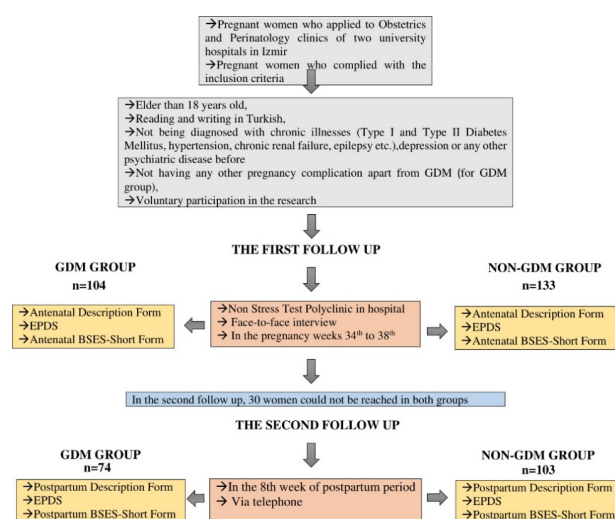 →Pregnant women who applied to Obstetrics
and Perinatology clinics of two university
hospitals in Izmir
→Pregnant women who complied with the
inclusion criteria
→Elder than 18 years old,
→Reading and writing in Turkish,
→Not being diagnosed with chronic illnesses (Type I and Type II Diabetes
Mellitus, hypertension, chronic renal failure, epilepsy etc.),depression or any other
psychiatric disease before
→Not having any other pregnancy complication apart from GDM (for GDM
group),
→Voluntary participation in the research
THE FIRST FOLLOW UP
GDM GROUP
n=104
NON-GDM GROUP
n=133
→Antenatal Description Form
→EPDS
→Antenatal BSES-Short Form
→Non Stress Test Polyclinic in hospital
→ Face-to-face interview
→ In the pregnancy weeks 34th to 38th
→Antenatal Description Form
→EPDS
→Antenatal BSES-Short Form
In the second follow up, 30 women could not be reached in both groups
THE SECOND FOLLOW UP
GDM GROUP
n=74
NON-GDM GROUP
n=103
→Postpartum Description Form
→EPDS
→Postpartum BSES-Short Form
→In the 8th week of postpartum period
→ Via telephone
→Postpartum Description Form
→EPDS
→Postpartum BSES-Short Form